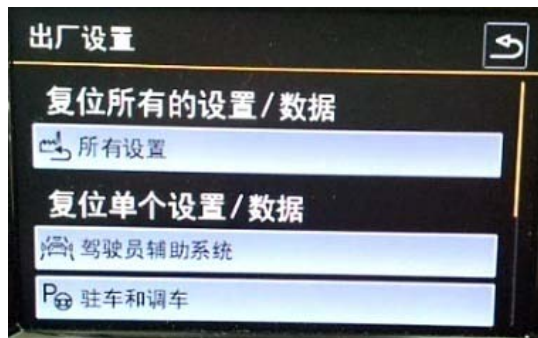 出厂设置
复位所有的设置/数据
所有设置
复位单个设置/数据
驾驶员辅助系统
P 驻车和调车